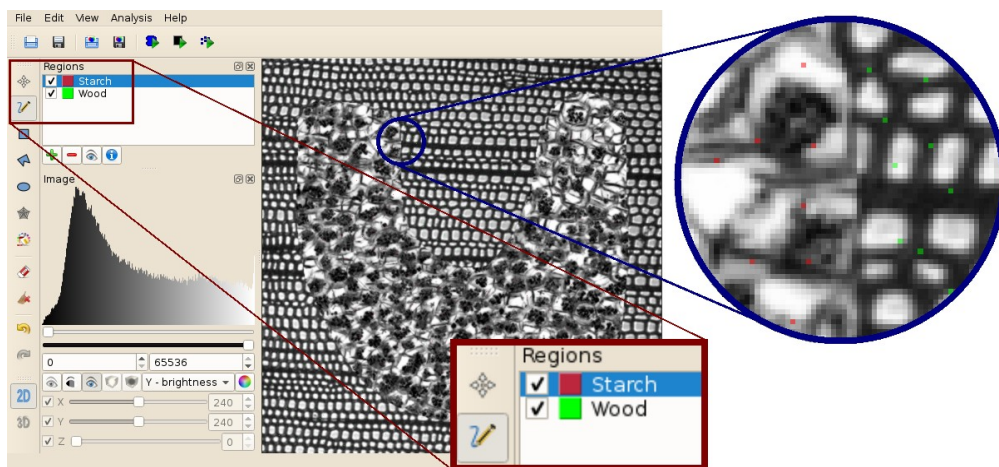 File Edit View Analysis Help
Regions
Starch
Wood
Image
0 65536
Y - brightness
2D X 240
3D Y 240
Z 0
Regions
Starch
Wood